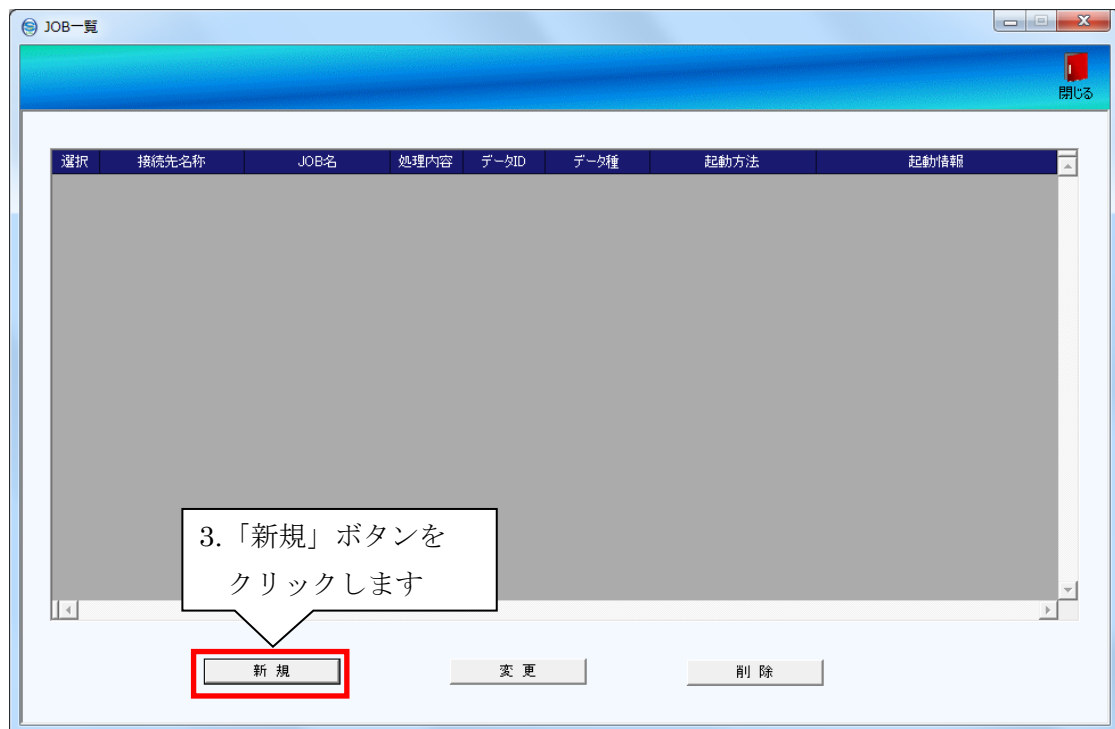 JOB一覧
閉じる
選択 接続先名称 JOB名 処理内容 データID データ種 起動方法 起動情報
3.「新規」ボタンを
クリックします
新 規 変 更 削 除